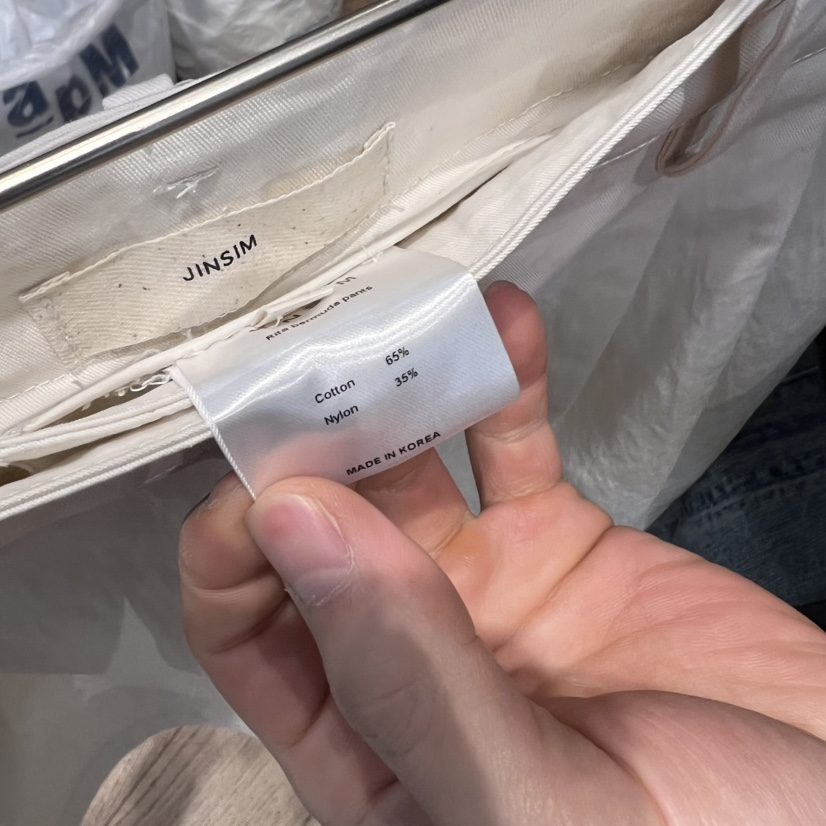 JINSIM
Rita bermuda pants
Cotton 65%
Nylon 35%
MADE IN KOREA